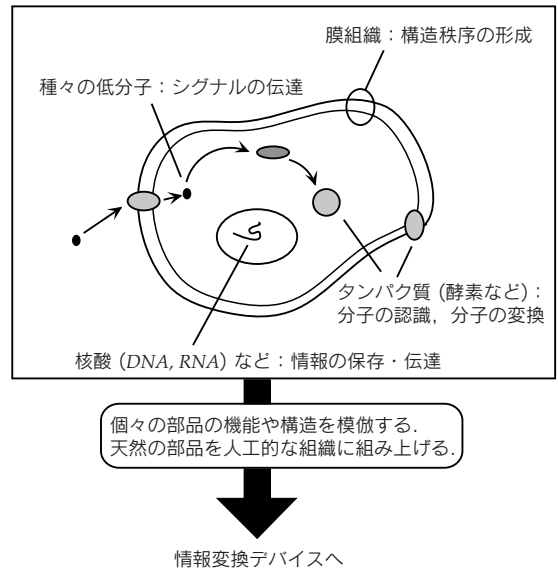 膜組織：構造秩序の形成
種々の低分子：シグナルの伝達
タンパク質 (酵素など)：
分子の認識，分子の変換
核酸 (DNA, RNA) など：情報の保存・伝達
個々の部品の機能や構造を模倣する.
天然の部品を人工的な組織に組み上げる.
情報変換デバイスへ